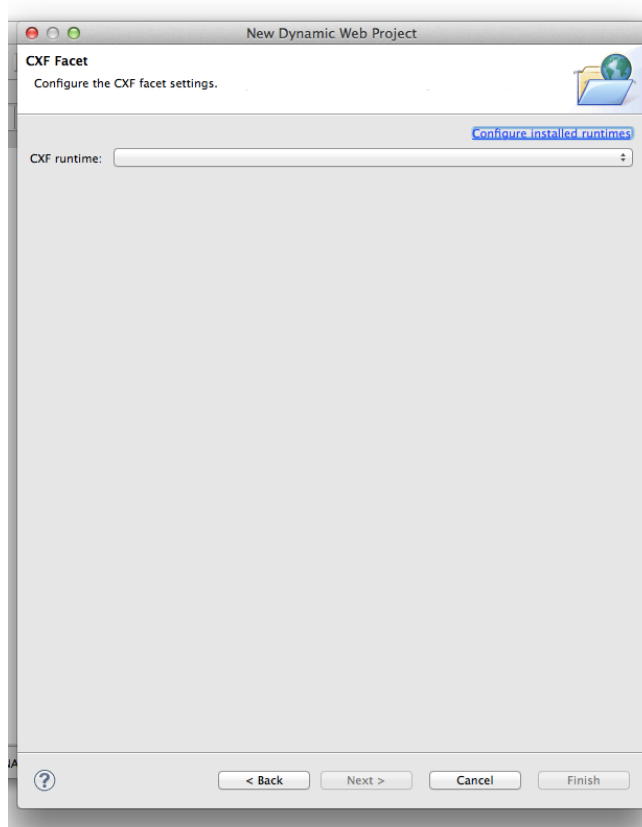 New Dynamic Web Project
CXF Facet
Configure the CXF facet settings.
Configure installed runtimes
CXF runtime:
NA
?
< Back Next > Cancel Finish